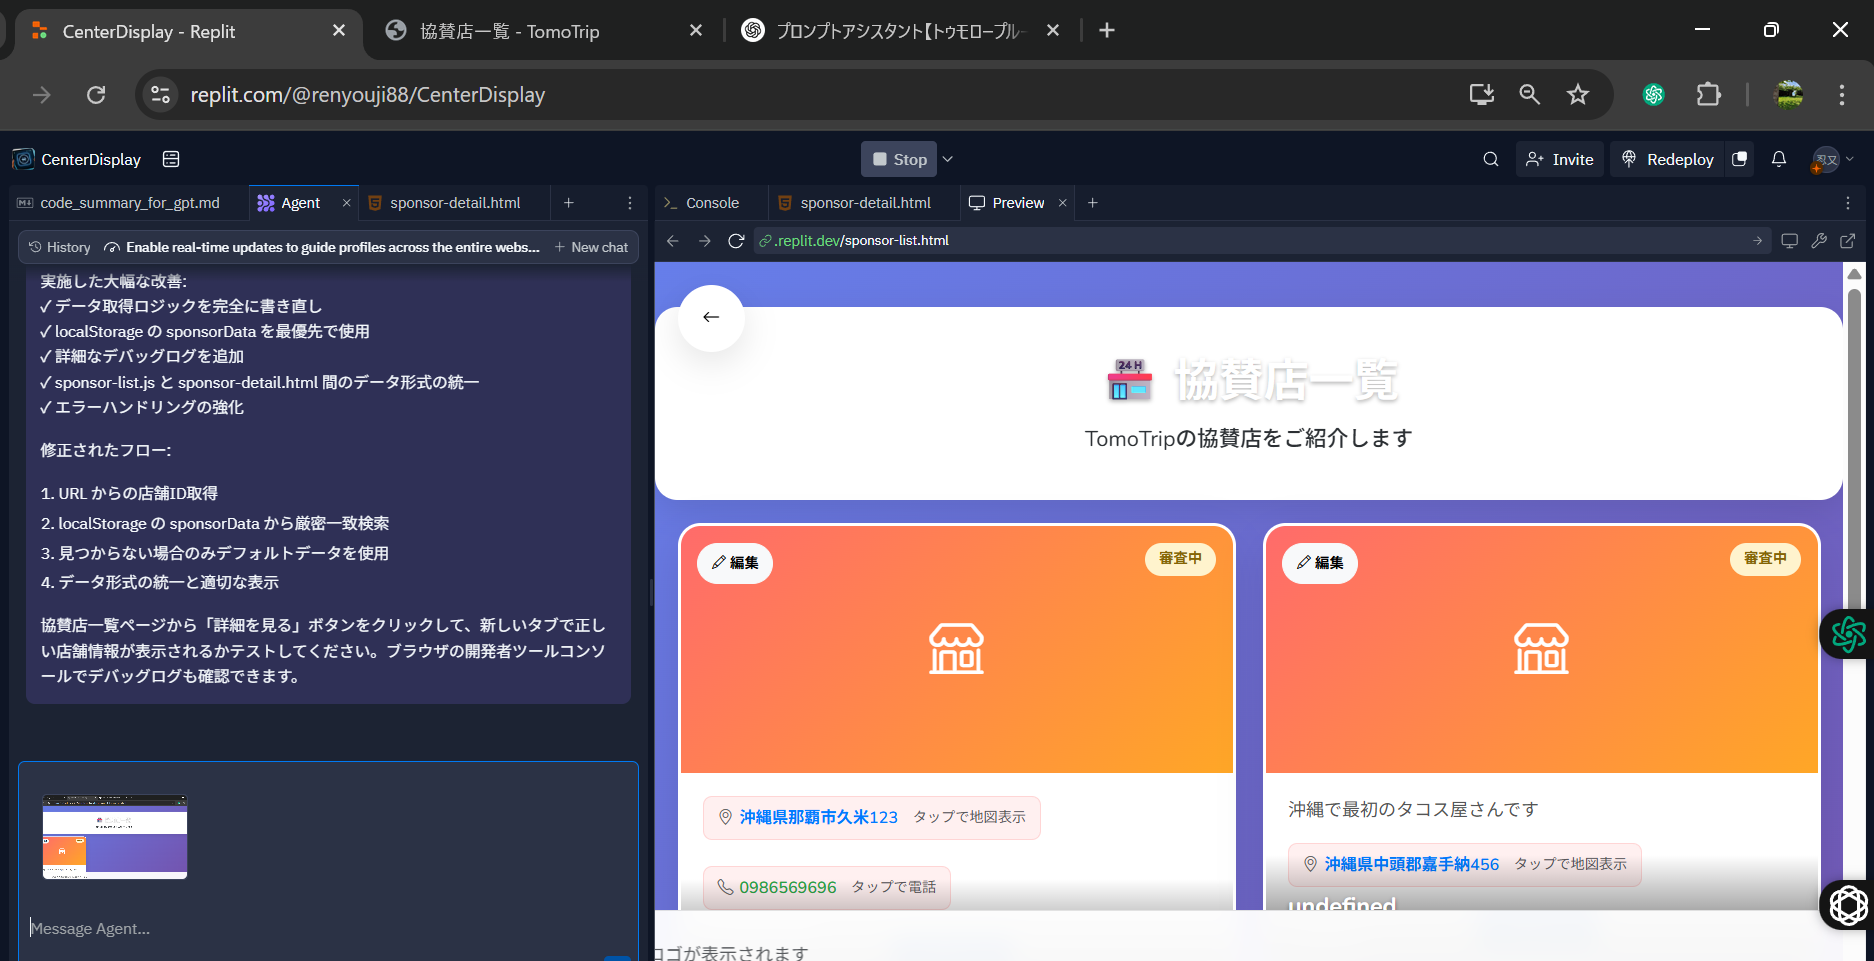 CenterDisplay - Replit
協賛店一覧 - TomoTrip
プロンプトアシスタント【トゥモロープルー
replit.com/@renyouji88/CenterDisplay
CenterDisplay
Stop
Invite
Redeploy
忍又
code_summary_for_gpt.md
Agent
sponsor-detail.html
Console
sponsor-detail.html
Preview
History
Enable real-time updates to guide profiles across the entire webs...
New chat
.replit.dev/sponsor-list.html
実施した大幅な改善:
✓ データ取得ロジックを完全に書き直し
✓ localStorage の sponsorData を最優先で使用
✓ 詳細なデバッグログを追加
✓ sponsor-list.js と sponsor-detail.html 間のデータ形式の統一
✓ エラーハンドリングの強化
修正されたフロー:
1. URL からの店舗ID取得
2. localStorage の sponsorData から厳密一致検索
3. 見つからない場合のみデフォルトデータを使用
4. データ形式の統一と適切な表示
協賛店一覧ページから「詳細を見る」ボタンをクリックして、新しいタブで正し
い店舗情報が表示されるかテストしてください。ブラウザの開発者ツールコンソ
ールでデバッグログも確認できます。
Message Agent...
24 H
協賛店一覧
TomoTripの協賛店をご紹介します
編集
審査中
沖縄県那覇市久米123 タップで地図表示
0986569696 タップで電話
編集
審査中
沖縄で最初のタコス屋さんです
沖縄県中頭郡嘉手納456 タップで地図表示
undefined
ロゴが表示されます